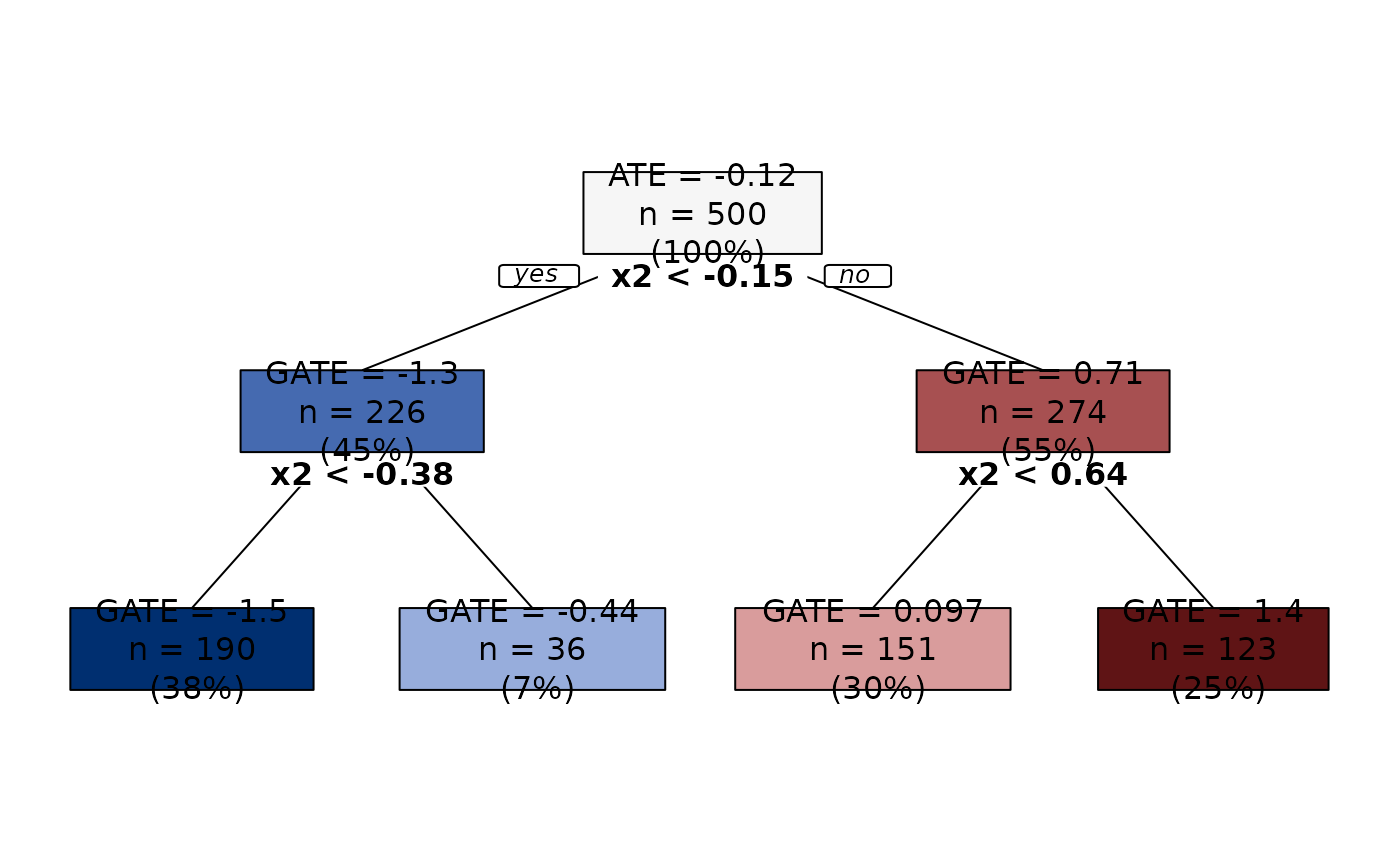 ATE = -0.12
n = 500
(100%)
yes
x2 < -0.15
no
GATE = -1.3
n = 226
(45%)
x2 < -0.38
GATE = 0.71
n = 274
(55%)
x2 < 0.64
GATE = -1.5
n = 190
(38%)
GATE = -0.44
n = 36
(7%)
GATE = 0.097
n = 151
(30%)
GATE = 1.4
n = 123
(25%)